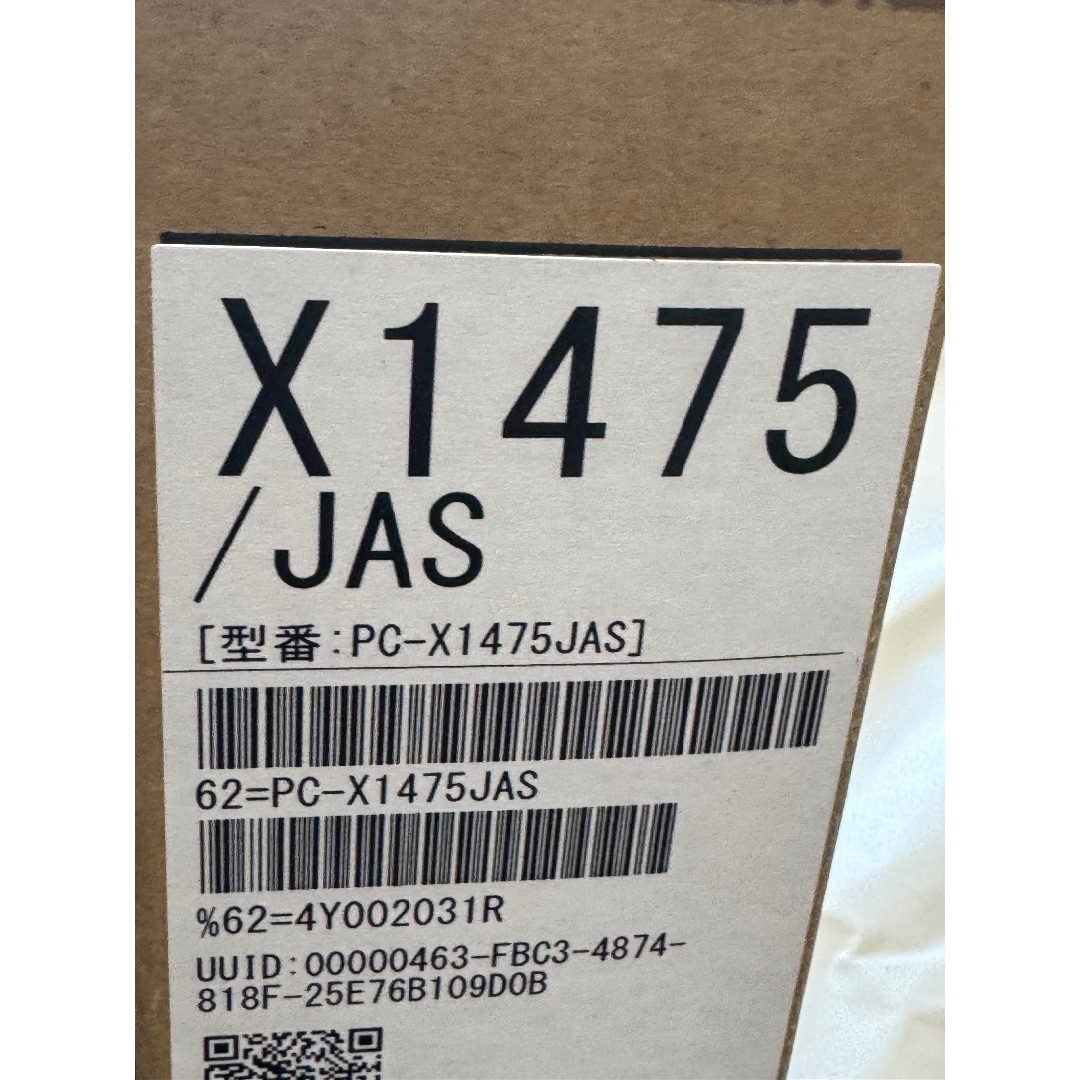 X1475
/JAS
[型番:PC-X1475JAS]
62=PC-X1475JAS
%62=4Y002031R
UUID:00000463-FBC3-4874-
818F-25E76B109D0B